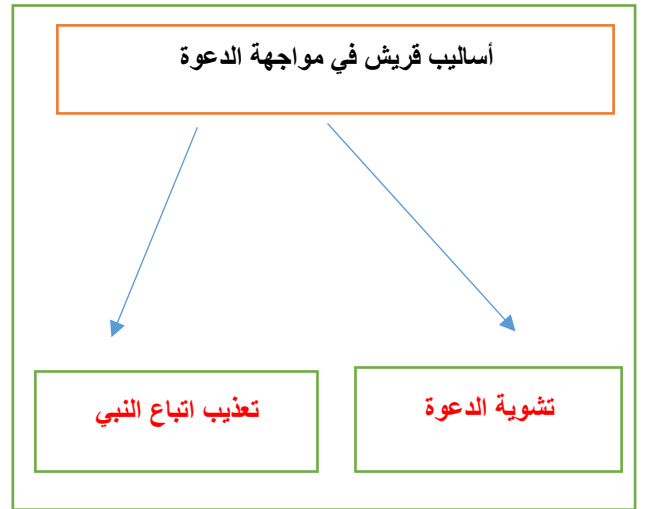 أساليب قريش في مواجهة الدعوة
تشوية الدعوة
تعذيب اتباع النبي